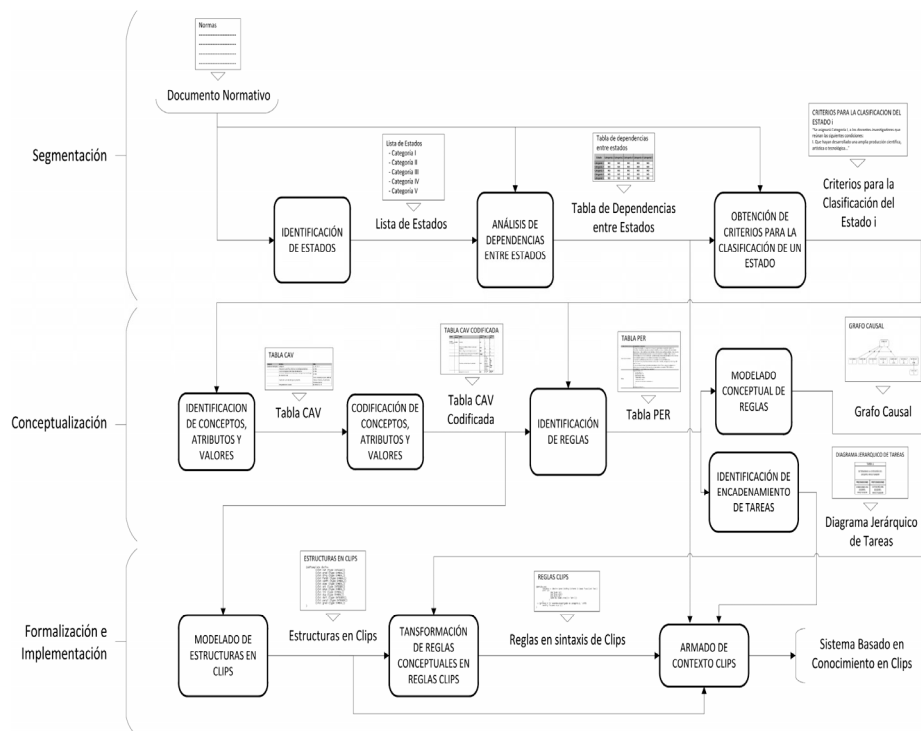 Normas
Documento Normativo
Segmentación
Lista de Estados
- Categoría I
- Categoría II
- Categoría III
- Categoría IV
- Categoría V
Lista de Estados
Tabla de dependencias
entre estados
Tabla de Dependencias
entre Estados
CRITERIOS PARA LA CLASIFICACION DEL
ESTADO i
Criterios para la
Clasificación del
Estado i
IDENTIFICACIÓN
DE ESTADOS
ANÁLISIS DE
DEPENDENCIAS
ENTRE ESTADOS
OBTENCIÓN DE
CRITERIOS PARA LA
CLASIFICACIÓN DE UN
ESTADO
Conceptualización
TABLA CAV
Tabla CAV
TABLA CAV CODIFICADA
Tabla CAV
Codificada
TABLA PER
Tabla PER
GRAFO CAUSAL
Grafo Causal
IDENTIFICACION
DE CONCEPTOS,
ATRIBUTOS Y
VALORES
CODIFICACIÓN DE
CONCEPTOS,
ATRIBUTOS Y
VALORES
IDENTIFICACIÓN
DE REGLAS
MODELADO
CONCEPTUAL DE
REGLAS
IDENTIFICACIÓN DE
ENCADENAMIENTO
DE TAREAS
DIAGRAMA JERÁRQUICO DE TAREAS
Diagrama Jerárquico
de Tareas
Formalización e
Implementación
ESTRUCTURAS EN CLIPS
Estructuras en Clips
REGLAS CLIPS
Reglas en sintaxis de Clips
MODELADO DE
ESTRUCTURAS EN
CLIPS
TANSFORMACIÓN
DE REGLAS
CONCEPTUALES EN
REGLAS CLIPS
ARMADO DE
CONTEXTO CLIPS
Sistema Basado en
Conocimiento en Clips